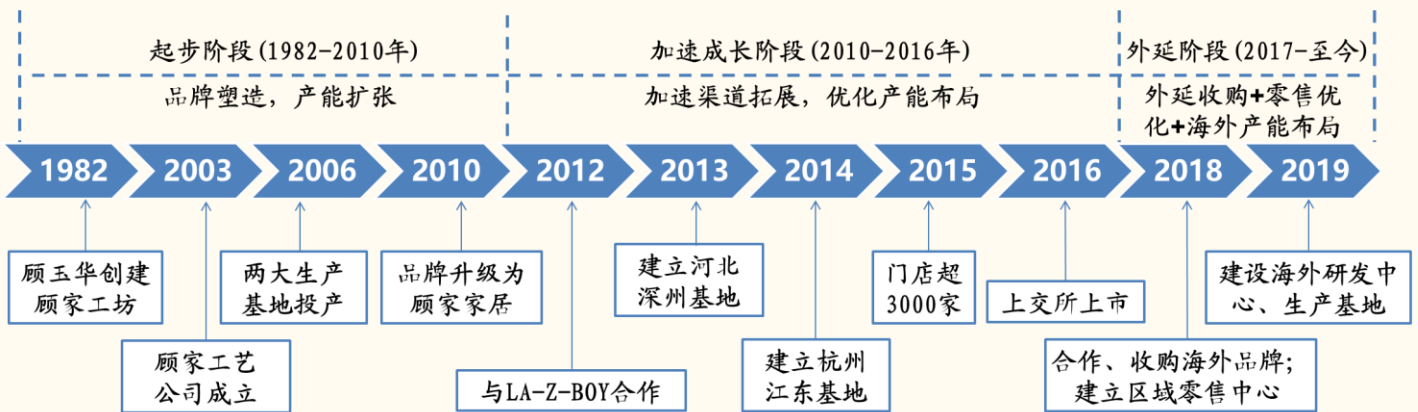 起步阶段(1982-2010年)
加速成长阶段(2010-2016年)
外延阶段(2017-至今)
品牌塑造，产能扩张
加速渠道拓展，优化产能布局
外延收购+零售优
化+海外产能布局
1982
2003
2006
2010
2012
2013
2014
2015
2016
2018
2019
顾玉华创建
顾家工坊
顾家工艺
公司成立
两大生产
基地投产
品牌升级为
顾家家居
与LA-Z-BOY合作
建立河北
深州基地
建立杭州
江东基地
门店超
3000家
上交所上市
合作、收购海外品牌；
建立区域零售中心
建设海外研发中
心、生产基地